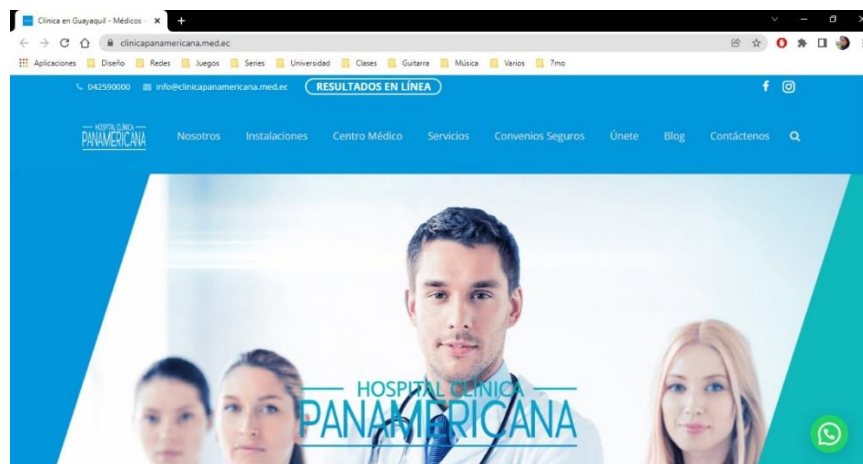 Clínica en Guayaquil - Médicos -
clinicapanamericana.med.ec
Aplicaciones Diseño Redes Juegos Series Universidad Clases Guitarra Música Varios 7mo
042590000 info@clinicapanamericana.med.ec RESULTADOS EN LÍNEA
HOSPITAL CLÍNICA
PANAMERICANA
Nosotros Instalaciones Centro Médico Servicios Convenios Seguros Únete Blog Contáctenos
HOSPITAL CLÍNICA
PANAMERICANA